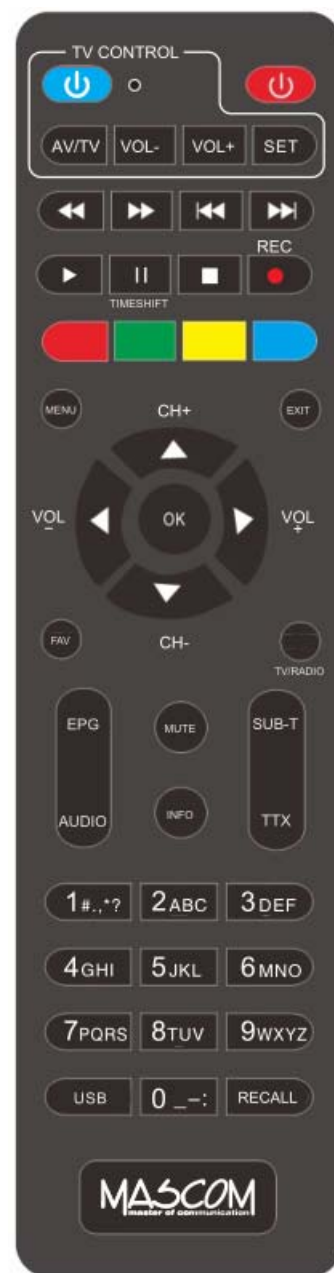 TV CONTROL
AV/TV VOL- VOL+ SET
REC
TIMESHIFT
MENU CH+ EXIT
VOL - OK VOL +
FAV CH-
TV/RADIO
EPG MUTE SUB-T
AUDIO INFO TTX
1#.,*? 2ABC 3DEF
4GHI 5JKL 6MNO
7PQRS 8TUV 9WXYZ
USB 0 _–: RECALL
MASCOM
master of communication